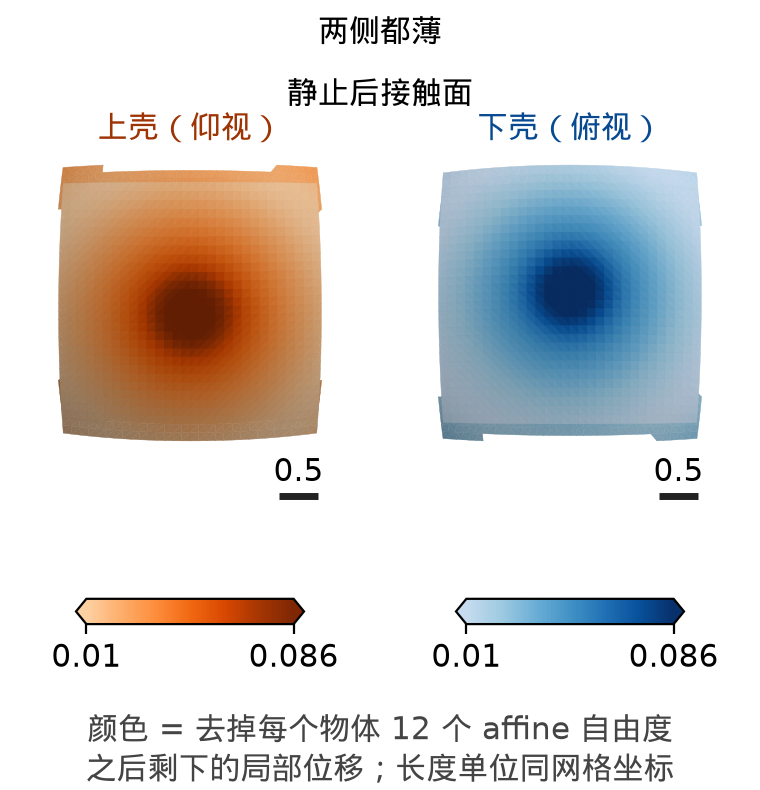 两侧都薄
静止后接触面
上壳（仰视）
下壳（俯视）
0.5
0.5
0.01
0.086
0.01
0.086
颜色 = 去掉每个物体 12 个 affine 自由度
之后剩下的局部位移；长度单位同网格坐标